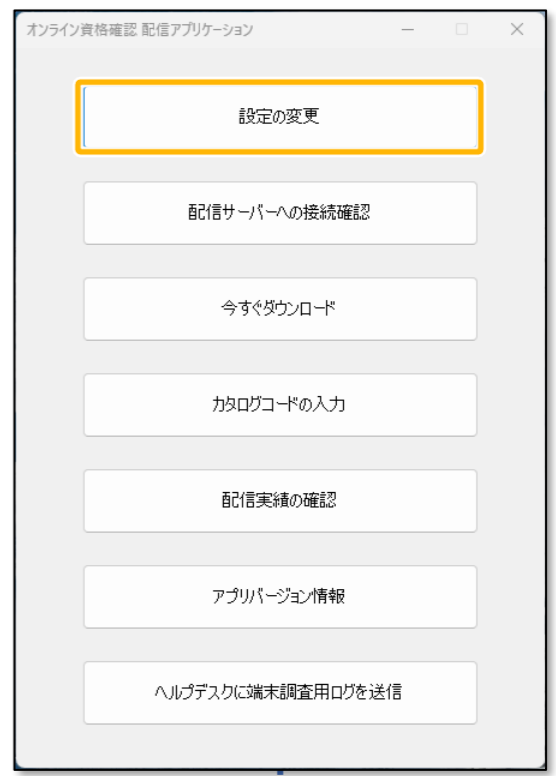 オンライン資格確認 配信アプリケーション
設定の変更
配信サーバーへの接続確認
今すぐダウンロード
カタログコードの入力
配信実績の確認
アプリバージョン情報
ヘルプデスクに端末調査用ログを送信